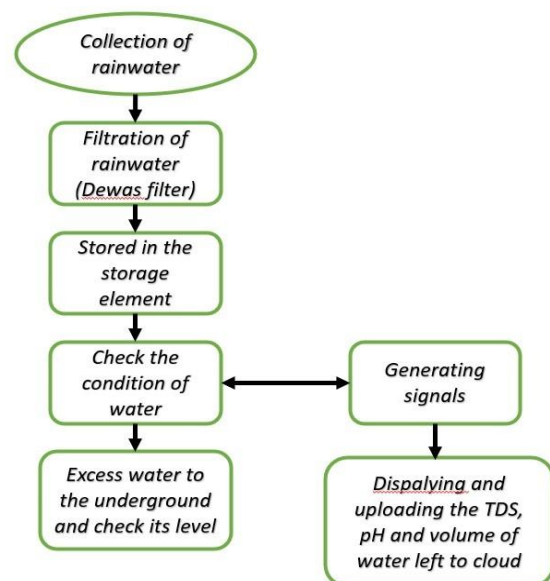 Collection of
rainwater
Filtration of
rainwater
(Dewas filter)
Stored in the
storage
element
Check the
condition of
water
Generating
signals
Excess water to
the underground
and check its level
Dispalying and
uploading the TDS,
pH and volume of
water left to cloud